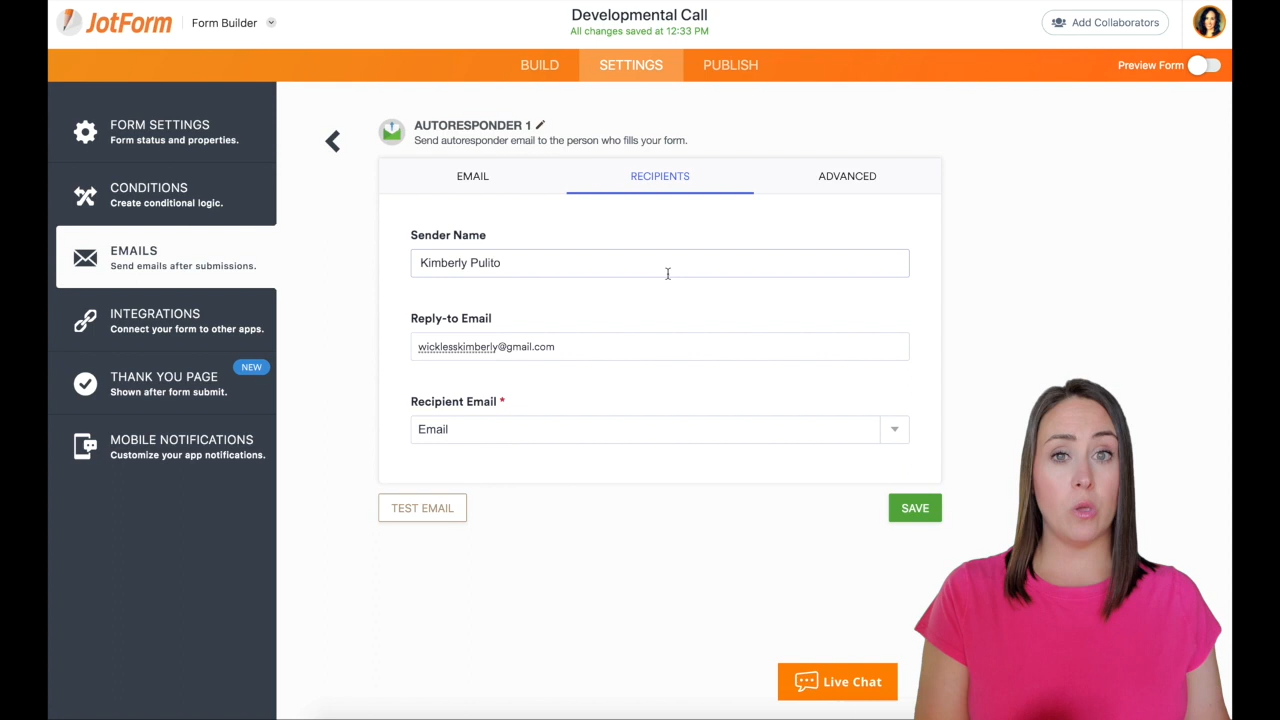 JotForm
Form Builder
Developmental Call
All changes saved at 12:33 PM
Add Collaborators
BUILD
SETTINGS
PUBLISH
Preview Form
FORM SETTINGS
Form status and properties.
CONDITIONS
Create conditional logic.
EMAILS
Send emails after submissions.
INTEGRATIONS
Connect your form to other apps.
NEW
THANK YOU PAGE
Shown after form submit.
MOBILE NOTIFICATIONS
Customize your app notifications.
AUTORESPONDER 1
Send autoresponder email to the person who fills your form.
EMAIL
RECIPIENTS
ADVANCED
Sender Name
Kimberly Pulito
Reply-to Email
wicklesskimberly@gmail.com
Recipient Email *
Email
TEST EMAIL
SAVE
Live Chat